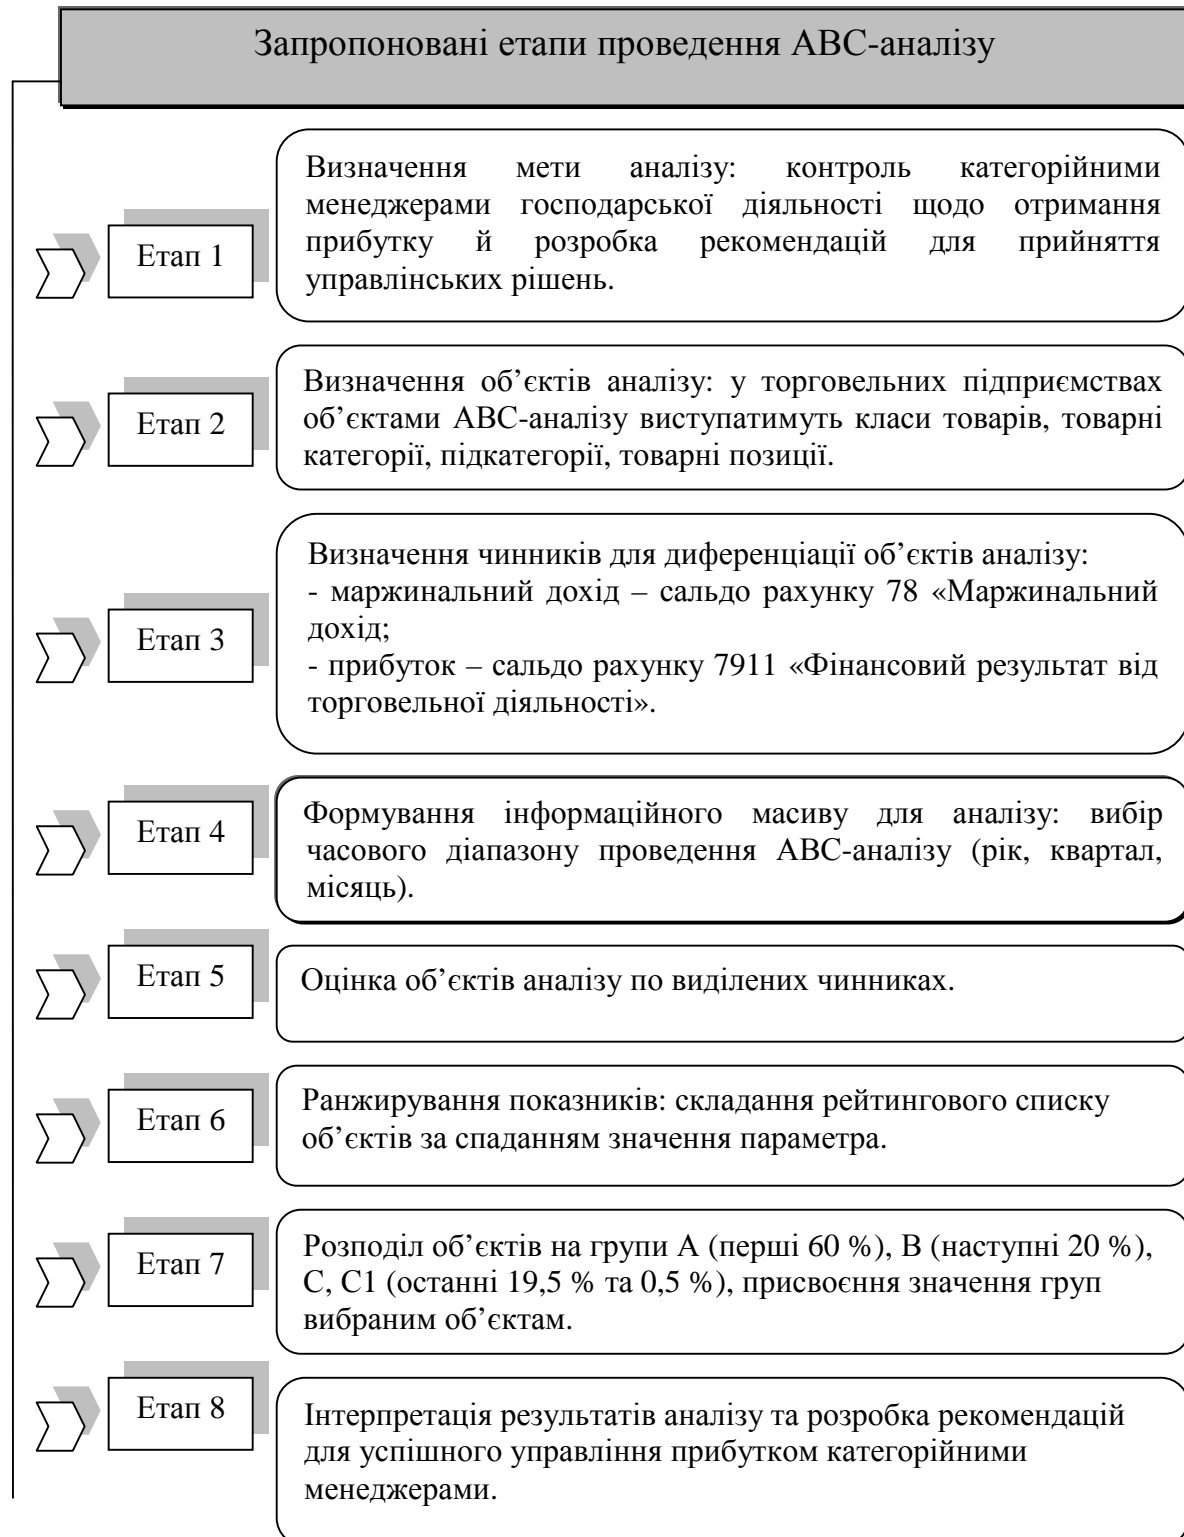 Запропоновані етапи проведення АВС-аналізу
Етап 1
Визначення мети аналізу: контроль категорійними
менеджерами господарської діяльності щодо отримання
прибутку й розробка рекомендацій для прийняття
управлінських рішень.
Етап 2
Визначення об’єктів аналізу: у торговельних підприємствах
об’єктами АВС-аналізу виступатимуть класи товарів, товарні
категорії, підкатегорії, товарні позиції.
Етап 3
Визначення чинників для диференціації об’єктів аналізу:
- маржинальний дохід – сальдо рахунку 78 «Маржинальний
дохід;
- прибуток – сальдо рахунку 7911 «Фінансовий результат від
торговельної діяльності».
Етап 4
Формування інформаційного масиву для аналізу: вибір
часового діапазону проведення АВС-аналізу (рік, квартал,
місяць).
Етап 5
Оцінка об’єктів аналізу по виділених чинниках.
Етап 6
Ранжирування показників: складання рейтингового списку
об’єктів за спаданням значення параметра.
Етап 7
Розподіл об’єктів на групи А (перші 60 %), В (наступні 20 %),
С, С1 (останні 19,5 % та 0,5 %), присвоєння значення груп
вибраним об’єктам.
Етап 8
Інтерпретація результатів аналізу та розробка рекомендацій
для успішного управління прибутком категорійними
менеджерами.